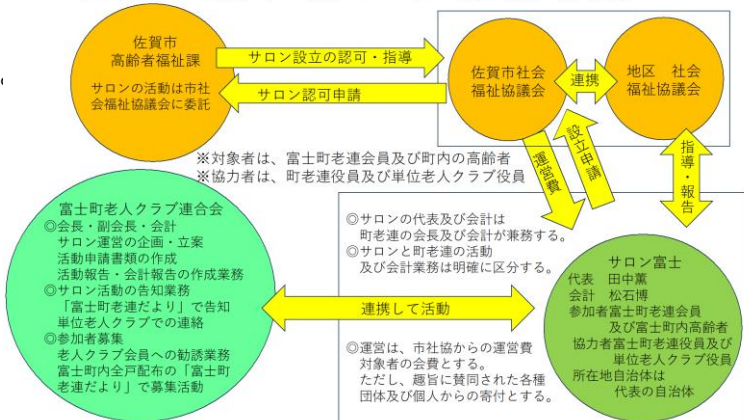 佐賀市
高齢者福祉課
サロンの活動は市社
会福祉協議会に委託
サロン設立の認可・指導
サロン認可申請
佐賀市社会
福祉協議会
連携
地区　社会
福祉協議会
※対象者は、富士町老連会員及び町内の高齢者
※協力者は、町老連役員及び単位老人クラブ役員
運営費
設立申請
指導・報告
富士町老人クラブ連合会
◎会長・副会長・会計
サロン運営の企画・立案
活動申請書類の作成
活動報告・会計報告の作成業務
◎サロン活動の告知業務
「富士町老連だより」で告知
単位老人クラブでの連絡
◎参加者募集
老人クラブ会員への勧誘業務
富士町内全戸配布の「富士町
老連だより」で募集活動
◎サロンの代表及び会計は
町老連の会長及び会計が兼務する。
◎サロンと町老連の活動
及び会計業務は明確に区分する。
連携して活動
◎運営は、市社協からの運営費
対象者の会費とする。
ただし、趣旨に賛同された各種
団体及び個人からの寄付とする。
サロン富士
代表　田中薫
会計　松石博
参加者富士町老連会員
及び富士町内高齢者
協力者富士町老連役員及び
単位老人クラブ役員
所在地自治体は
代表の自治体